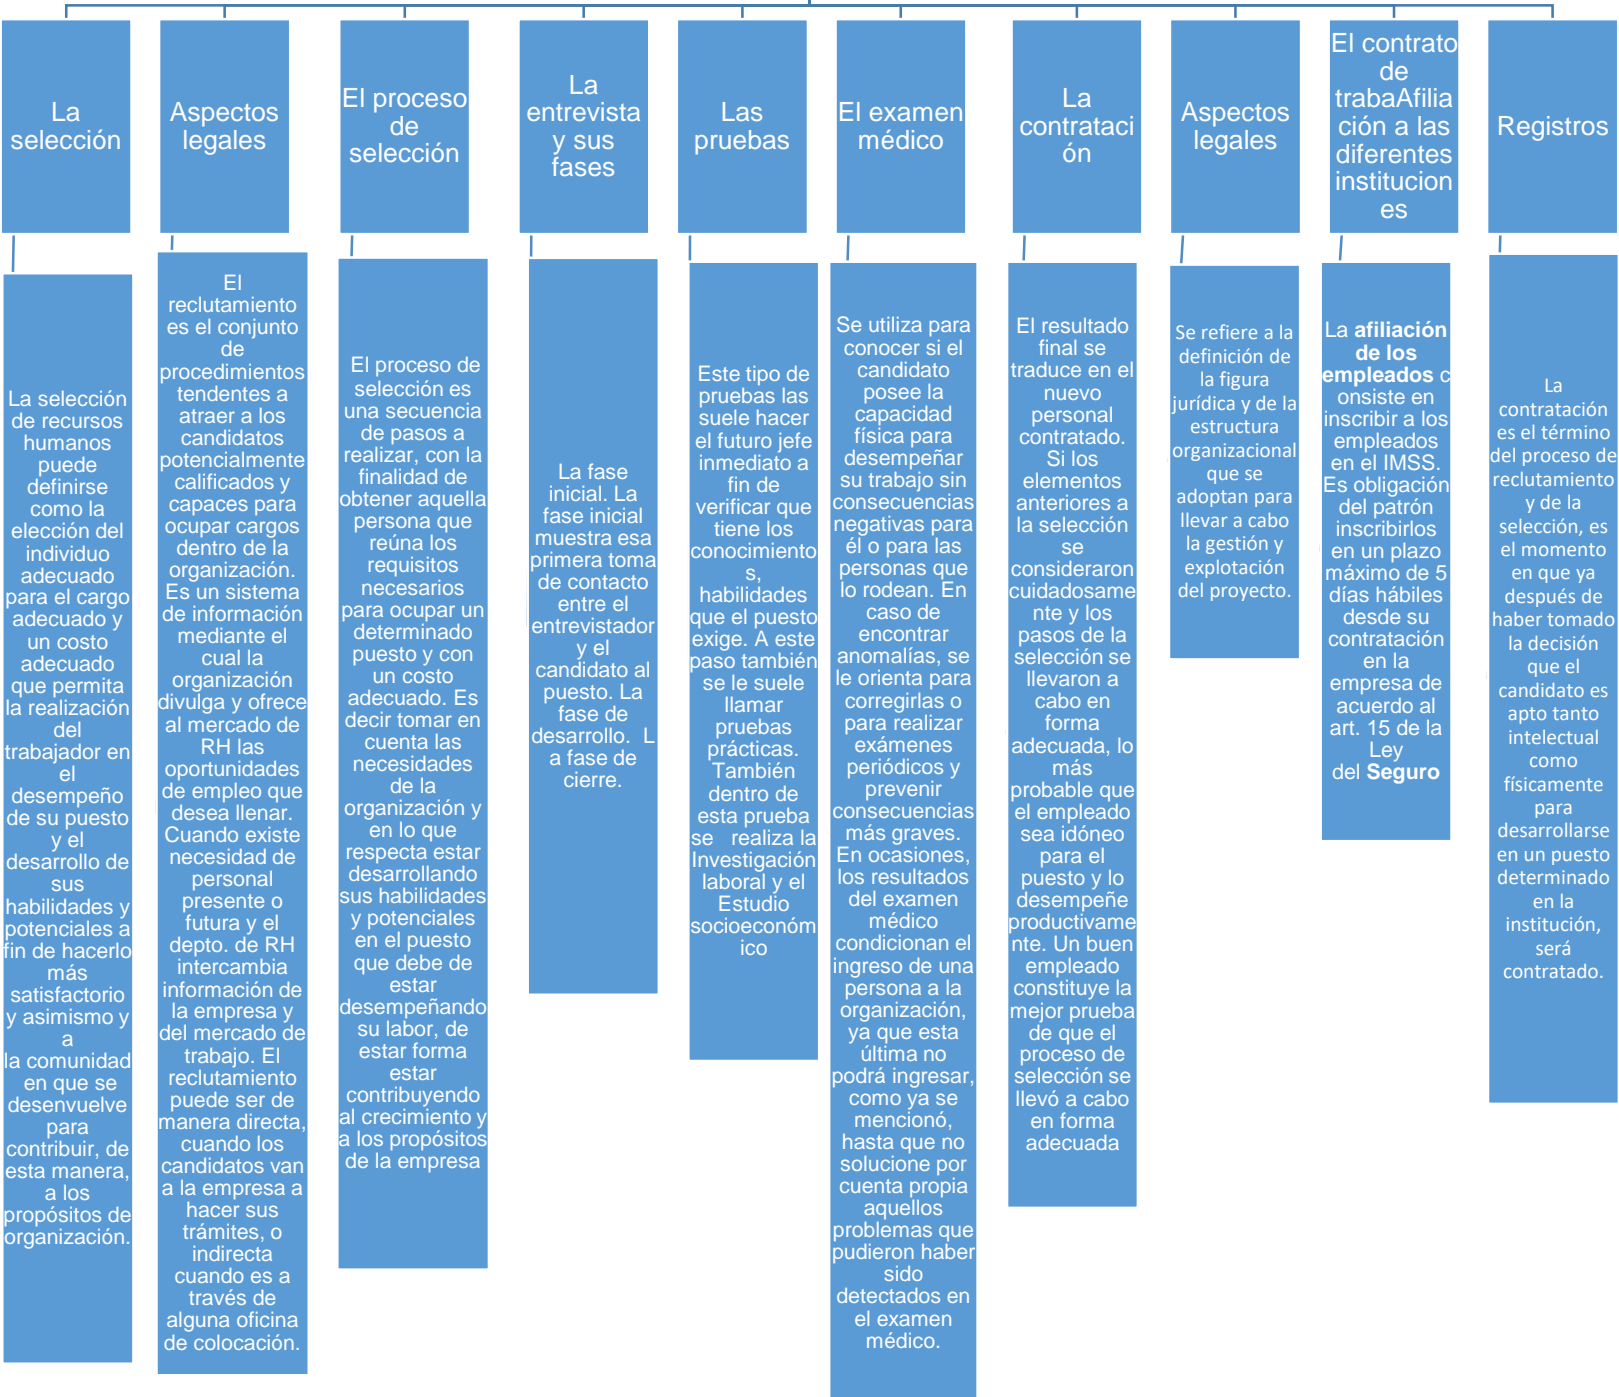 La
selección
Aspectos
legales
El proceso
de
selección
La
entrevista
y sus
fases
Las
pruebas
El examen
médico
La
contrataci
ón
Aspectos
legales
El contrato
de
trabaAfilia
ción a las
diferentes
institucion
es
Registros
La selección
de recursos
humanos
puede
definirse
como la
elección del
individuo
adecuado
para el cargo
adecuado y
un costo
adecuado
que permita
la realización
del
trabajador en
el
desempeño
de su puesto
y el
desarrollo de
sus
habilidades y
potenciales a
fin de hacerlo
más
satisfactorio
y asimismo y
a
la comunidad
en que se
desenvuelve
para
contribuir, de
esta manera,
a los
propósitos de
organización.
El
reclutamiento
es el conjunto
de
procedimientos
tendentes a
atraer a los
candidatos
potencialmente
calificados y
capaces para
ocupar cargos
dentro de la
organización.
Es un sistema
de información
mediante el
cual la
organización
divulga y ofrece
al mercado de
RH las
oportunidades
de empleo que
desea llenar.
Cuando existe
necesidad de
personal
presente o
futura y el
depto. de RH
intercambia
información de
la empresa y
del mercado de
trabajo. El
reclutamiento
puede ser de
manera directa,
cuando los
candidatos van
a la empresa a
hacer sus
trámites, o
indirecta
cuando es a
través de
alguna oficina
de colocación.
El proceso de
selección es
una secuencia
de pasos a
realizar, con la
finalidad de
obtener aquella
persona que
reúna los
requisitos
necesarios
para ocupar un
determinado
puesto y con
un costo
adecuado. Es
decir tomar en
cuenta las
necesidades
de la
organización y
en lo que
respecta estar
desarrollando
sus habilidades
y potenciales
en el puesto
que debe de
estar
desempeñando
su labor, de
estar forma
estar
contribuyendo
al crecimiento y
a los propósitos
de la empresa
La fase
inicial. La
fase inicial
muestra esa
primera toma
de contacto
entre el
entrevistador
y el
candidato al
puesto. La
fase de
desarrollo. L
a fase de
cierre.
Este tipo de
pruebas las
suele hacer
el futuro jefe
inmediato a
fin de
verificar que
tiene los
conocimiento
s,
habilidades
que el puesto
exige. A este
paso también
se le suele
llamar
pruebas
prácticas.
También
dentro de
esta prueba
se realiza la
Investigación
laboral y el
Estudio
socioeconóm
ico
Se utiliza para
conocer si el
candidato
posee la
capacidad
física para
desempeñar
su trabajo sin
consecuencias
negativas para
él o para las
personas que
lo rodean. En
caso de
encontrar
anomalías, se
le orienta para
corregirlas o
para realizar
exámenes
periódicos y
prevenir
consecuencias
más graves.
En ocasiones,
los resultados
del examen
médico
condicionan el
ingreso de una
persona a la
organización,
ya que esta
última no
podrá ingresar,
como ya se
mencionó,
hasta que no
solucione por
cuenta propia
aquellos
problemas que
pudieron haber
sido
detectados en
el examen
médico.
El resultado
final se
traduce en el
nuevo
personal
contratado.
Si los
elementos
anteriores a
la selección
se
consideraron
cuidadosame
nte y los
pasos de la
selección se
llevaron a
cabo en
forma
adecuada, lo
más
probable que
el empleado
sea idóneo
para el
puesto y lo
desempeñe
productivame
nte. Un buen
empleado
constituye la
mejor prueba
de que el
proceso de
selección se
llevó a cabo
en forma
adecuada
Se refiere a la
definición de
la figura
jurídica y de la
estructura
organizacional
que se
adoptan para
llevar a cabo
la gestión y
explotación
del proyecto.
La afiliación
de los
empleados c
onsiste en
inscribir a los
empleados
en el IMSS.
Es obligación
del patrón
inscribirlos
en un plazo
máximo de 5
días hábiles
desde su
contratación
en la
empresa de
acuerdo al
art. 15 de la
Ley
del Seguro
La
contratación
es el término
del proceso de
reclutamiento
y de la
selección, es
el momento
en que ya
después de
haber tomado
la decisión
que el
candidato es
apto tanto
intelectual
como
físicamente
para
desarrollarse
en un puesto
determinado
en la
institución,
será
contratado.